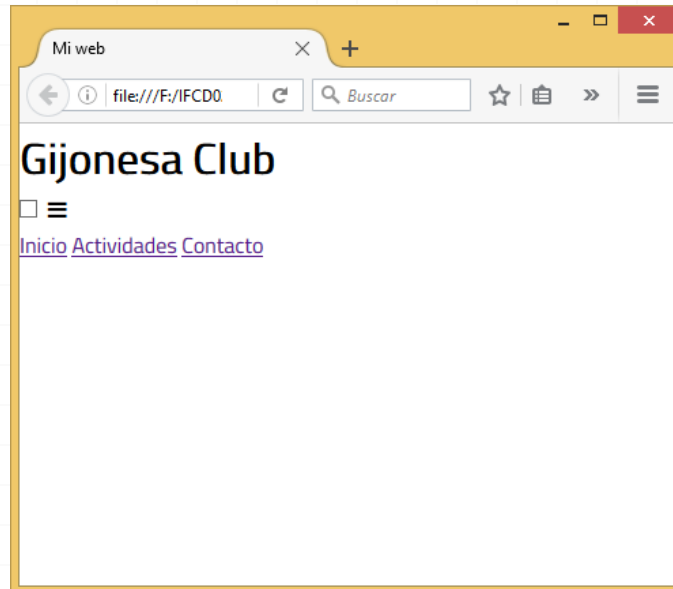 Mi web
file:///F:/IFCD0
Buscar
Gijonesa Club
Inicio Actividades Contacto